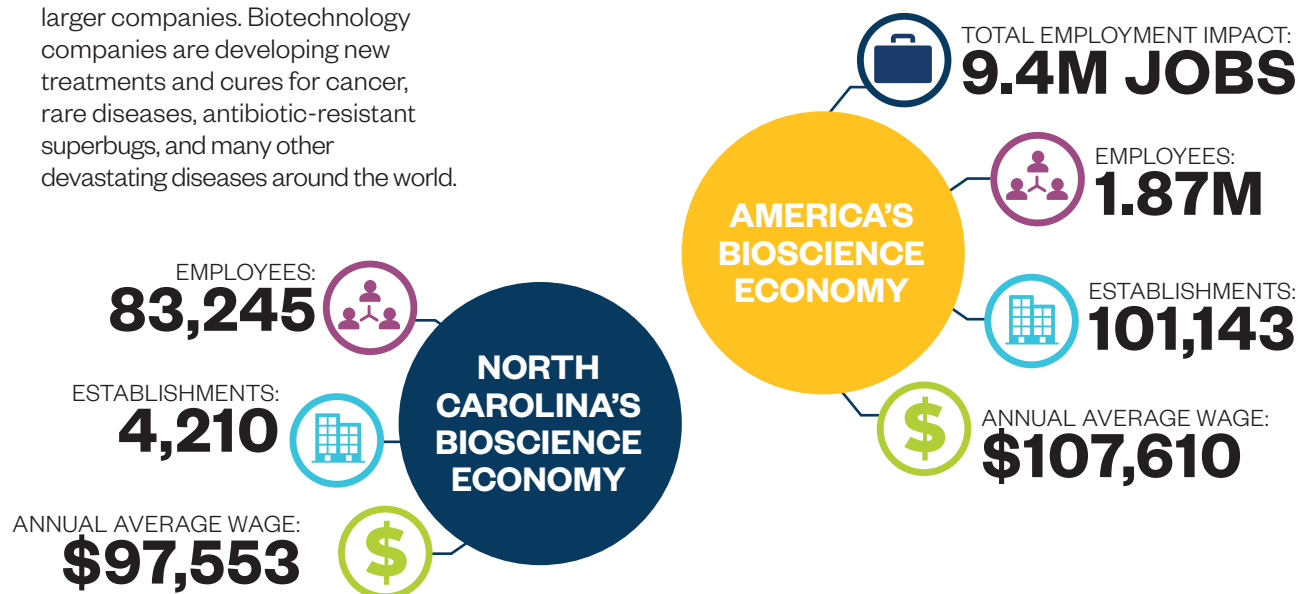 larger companies. Biotechnology
companies are developing new
treatments and cures for cancer,
rare diseases, antibiotic-resistant
superbugs, and many other
devastating diseases around the world.
EMPLOYEES:
83,245
ESTABLISHMENTS:
4,210
ANNUAL AVERAGE WAGE:
$97,553
NORTH
CAROLINA'S
BIOSCIENCE
ECONOMY
AMERICA'S
BIOSCIENCE
ECONOMY
TOTAL EMPLOYMENT IMPACT:
9.4M JOBS
EMPLOYEES:
1.87M
ESTABLISHMENTS:
101,143
ANNUAL AVERAGE WAGE:
$107,610